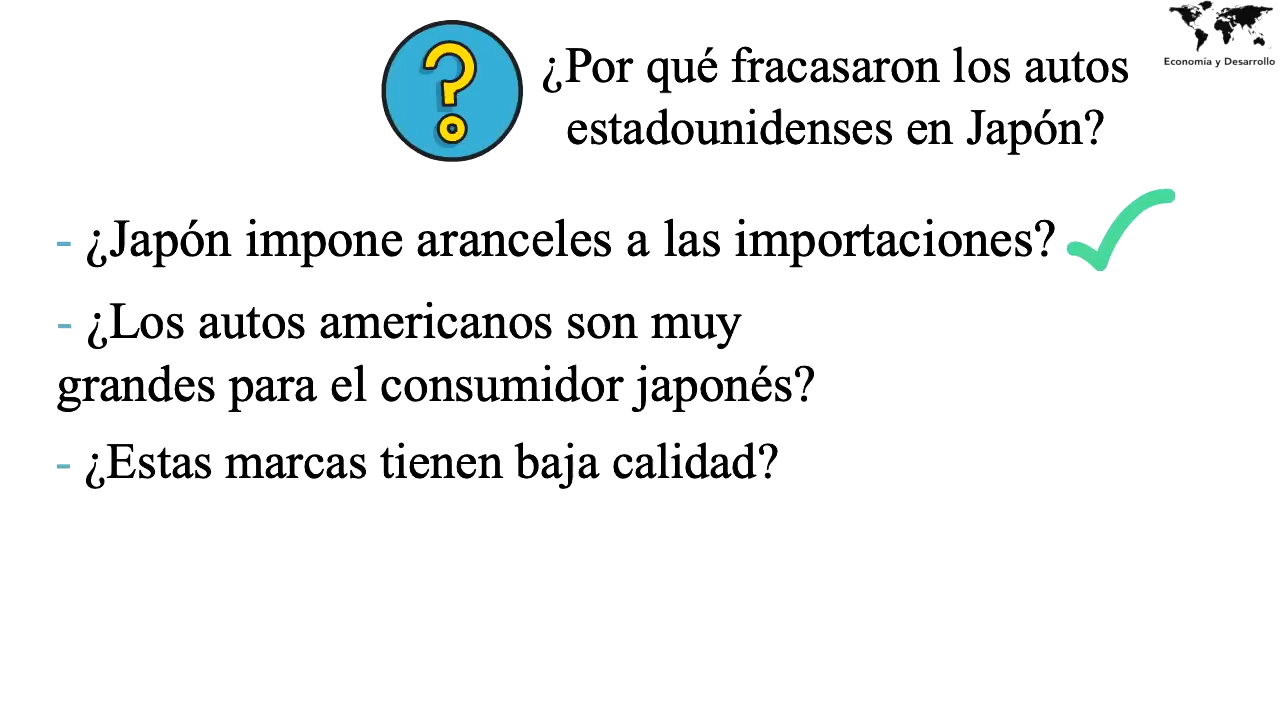 ¿Por qué fracasaron los autos
estadounidenses en Japón?
Economía y Desarrollo
- ¿Japón impone aranceles a las importaciones?
- ¿Los autos americanos son muy
grandes para el consumidor japonés?
- ¿Estas marcas tienen baja calidad?